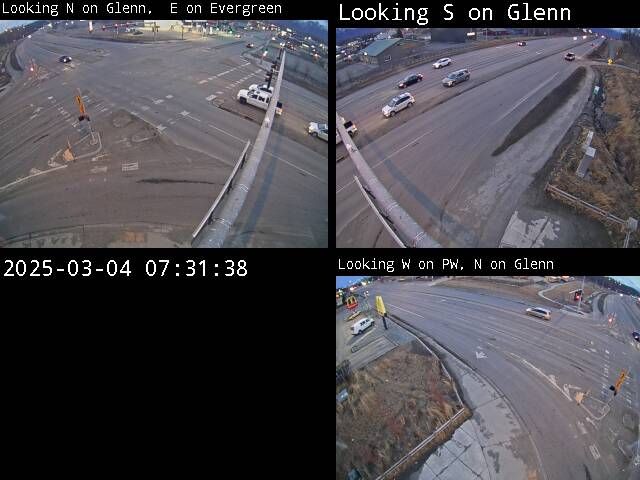 Looking N on Glenn,  E on Evergreen
Looking S on Glenn
2025-03-04 07:31:38
Looking W on PW, N on Glenn